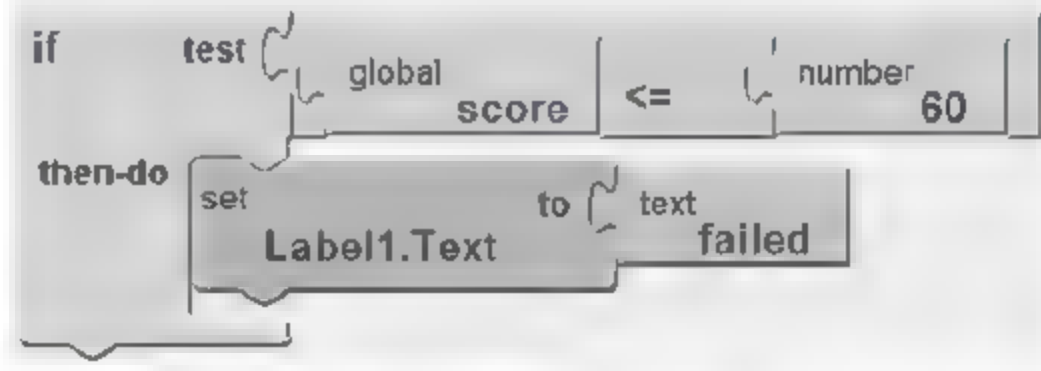 if test global score <= number 60
then-do set Label1.Text to text failed